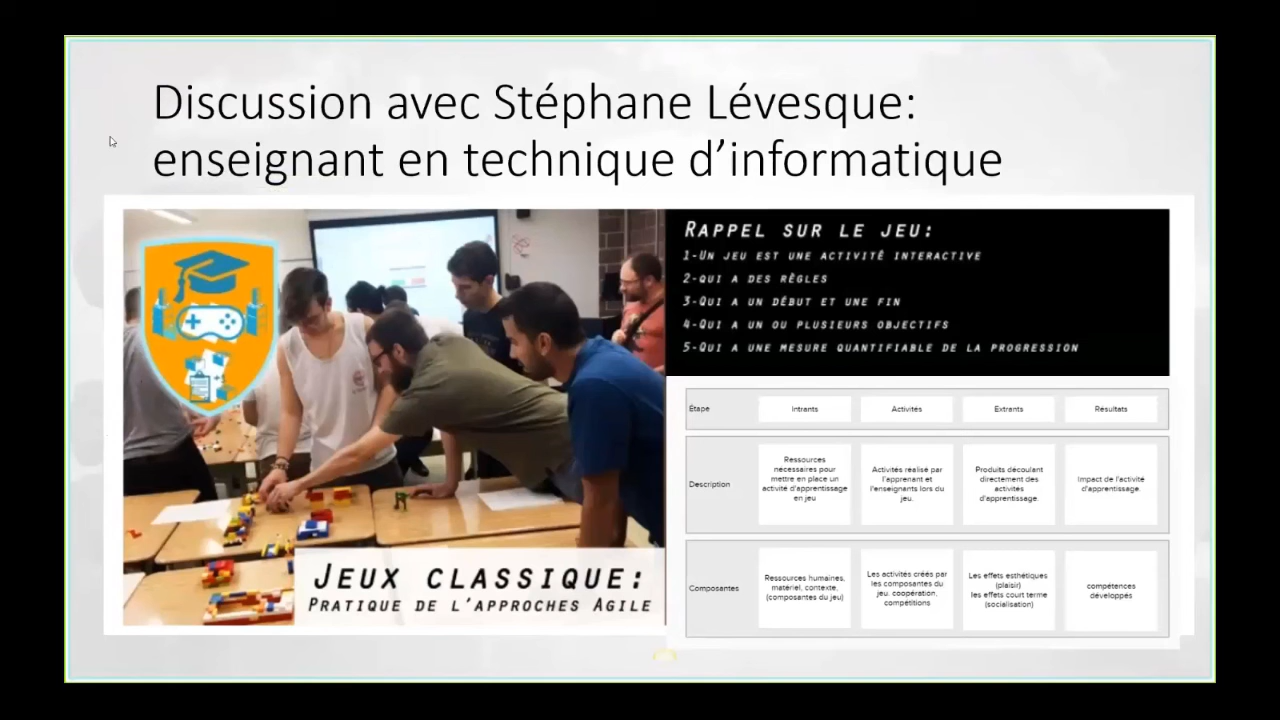 Discussion avec Stéphane Lévesque:
enseignant en technique d’informatique
RAPPEL SUR LE JEU:
1-UN JEU EST UNE ACTIVITÉ INTERACTIVE
2-QUI A DES RÈGLES
3-QUI A UN DÉBUT ET UNE FIN
4-QUI A UN OU PLUSIEURS OBJECTIFS
5-QUI A UNE MESURE QUANTIFIABLE DE LA PROGRESSION
JEUX CLASSIQUE:
PRATIQUE DE L’APPROCHES AGILE
Étape
Intrants
Activités
Extrants
Résultats
Description
Ressources
nécessaires pour
mettre en place un
activité d'apprentissage
en jeu
Activités réalisé par
l'apprenant et
l'enseignants lors du
jeu.
Produits découlant
directement des
activités
d'apprentissage.
Impact de l'activité
d'apprentissage.
Composantes
Ressources humaines,
matériel, contexte,
(composantes du jeu)
Les activités créés par
les composantes du
jeu. coopération,
compétitions
Les effets esthétiques
(plaisir)
les effets court terme
(socialisation)
compétences
développés